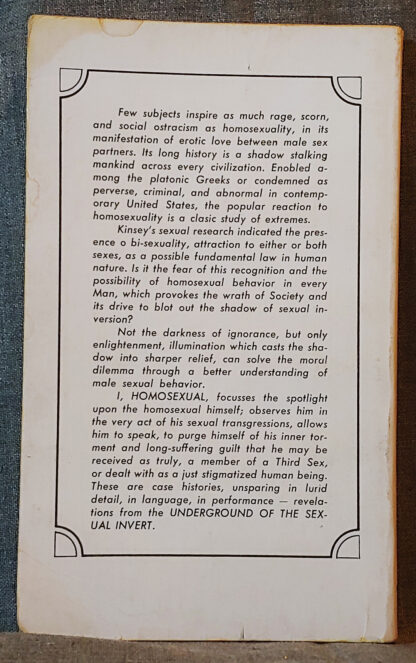 Few subjects inspire as much rage, scorn,
and social ostracism as homosexuality, in its
manifestation of erotic love between male sex
partners. Its long history is a shadow stalking
mankind across every civilization. Enobled a-
mong the platonic Greeks or condemned as
perverse, criminal, and abnormal in contemp-
orary United States, the popular reaction to
homosexuality is a clasic study of extremes.
Kinsey's sexual research indicated the pres-
ence o bi-sexuality, attraction to either or both
sexes, as a possible fundamental law in human
nature. Is it the fear of this recognition and the
possibility of homosexual behavior in every
Man, which provokes the wrath of Society and
its drive to blot out the shadow of sexual in-
version?
Not the darkness of ignorance, but only
enlightenment, illumination which casts the sha-
dow into sharper relief, can solve the moral
dilemma through a better understanding of
male sexual behavior.
I, HOMOSEXUAL, focusses the spotlight
upon the homosexual himself; observes him in
the very act of his sexual transgressions, allows
him to speak, to purge himself of his inner tor-
ment and long-suffering guilt that he may be
received as truly, a member of a Third Sex,
or dealt with as a just stigmatized human being.
These are case histories, unsparing in lurid
detail, in language, in performance — revela-
tions from the UNDERGROUND OF THE SEX-
UAL INVERT.